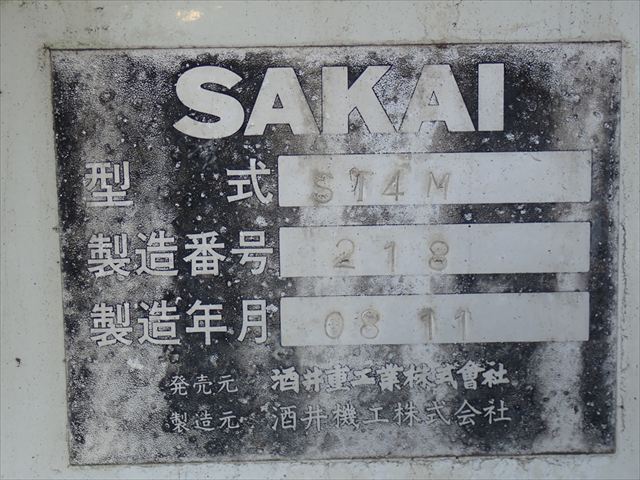 SAKAI
型式 ST4M
製造番号 218
製造年月 08 11
発売元 酒井重工業株式會社
製造元 酒井機工株式会社